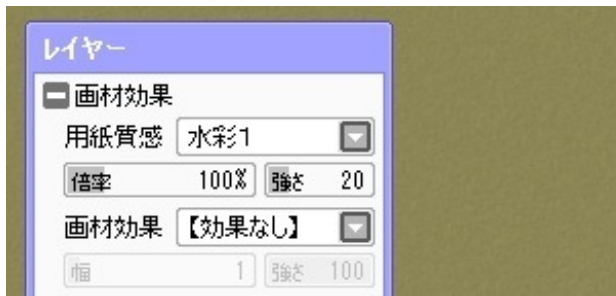 レイヤー
画材効果
用紙質感 水彩1
倍率 100% 強さ 20
画材効果 【効果なし】
幅 1 強さ 100